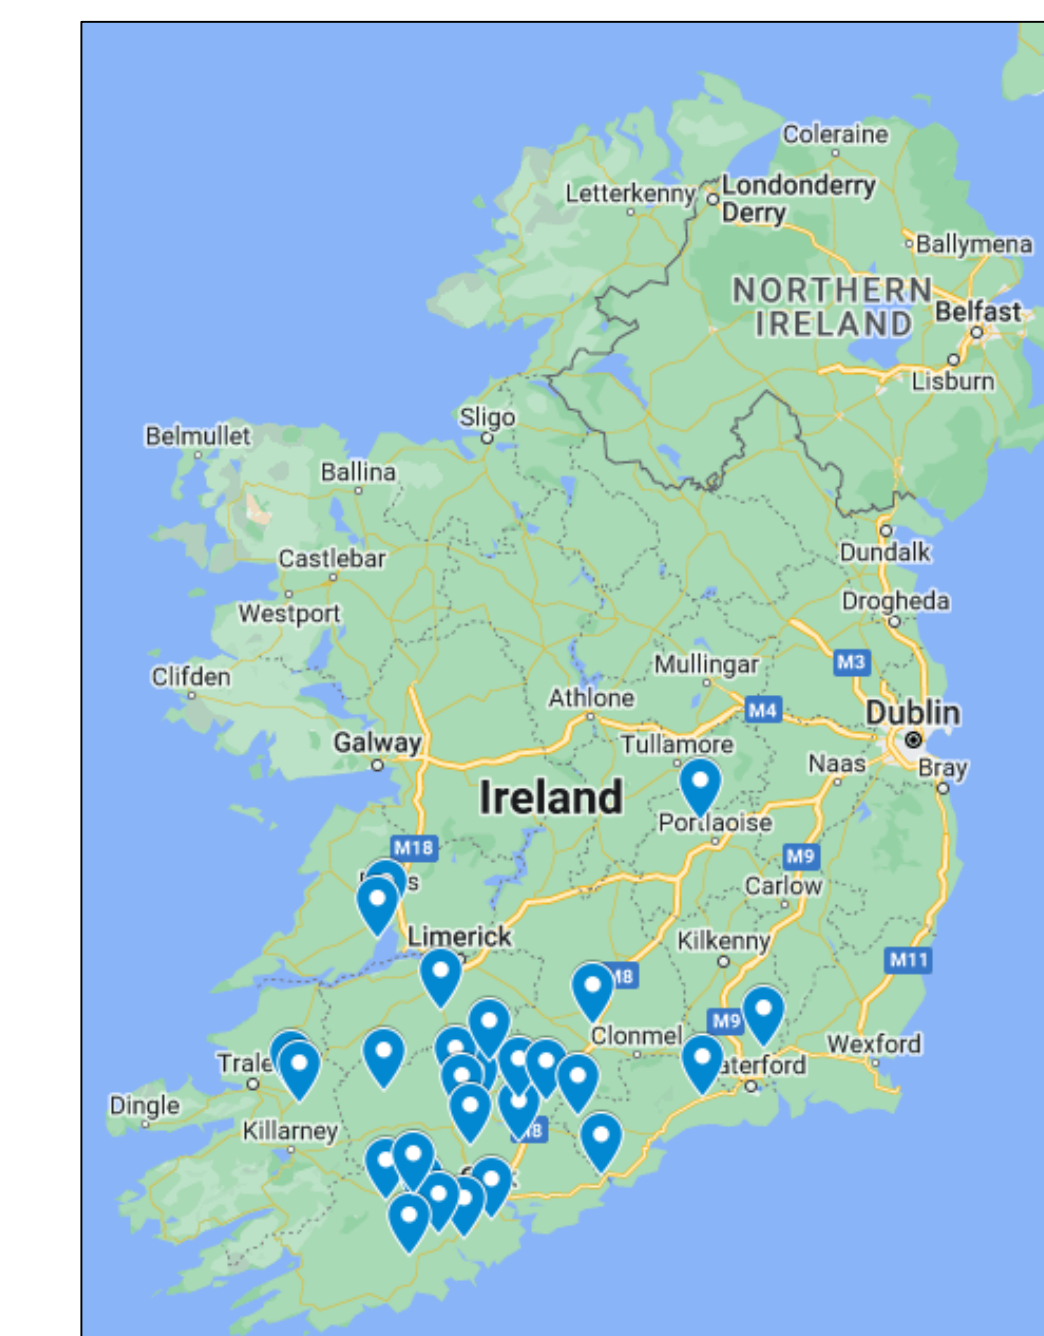 Coleraine
Letterkenny
Londonderry
Derry
Ballymena
NORTHERN
IRELAND
Belfast
Lisburn
Sligo
Belmullet
Ballina
Castlebar
Westport
Dundalk
Drogheda
Clifden
Mullingar
M3
Athlone
M4
Dublin
Galway
Tullamore
Naas
Bray
Ireland
Portlaoise
M18
M9
Carlow
Limerick
Kilkenny
M11
M8
Clonmel
M9
Wexford
Dingle
Killarney